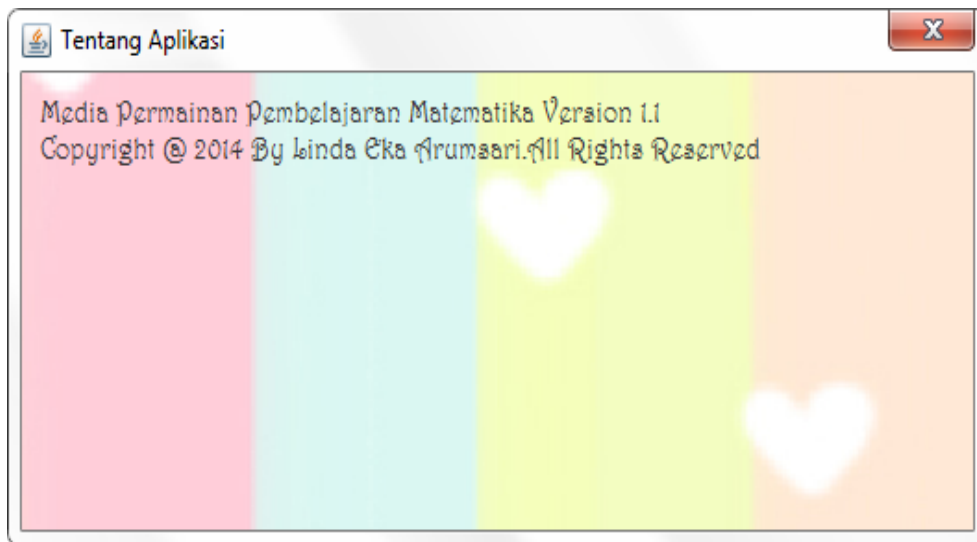 Tentang Aplikasi
Media Permainan Pembelajaran Matematika Version 1.1
Copyright @ 2014 By Linda Eka Arumsari.All Rights Reserved